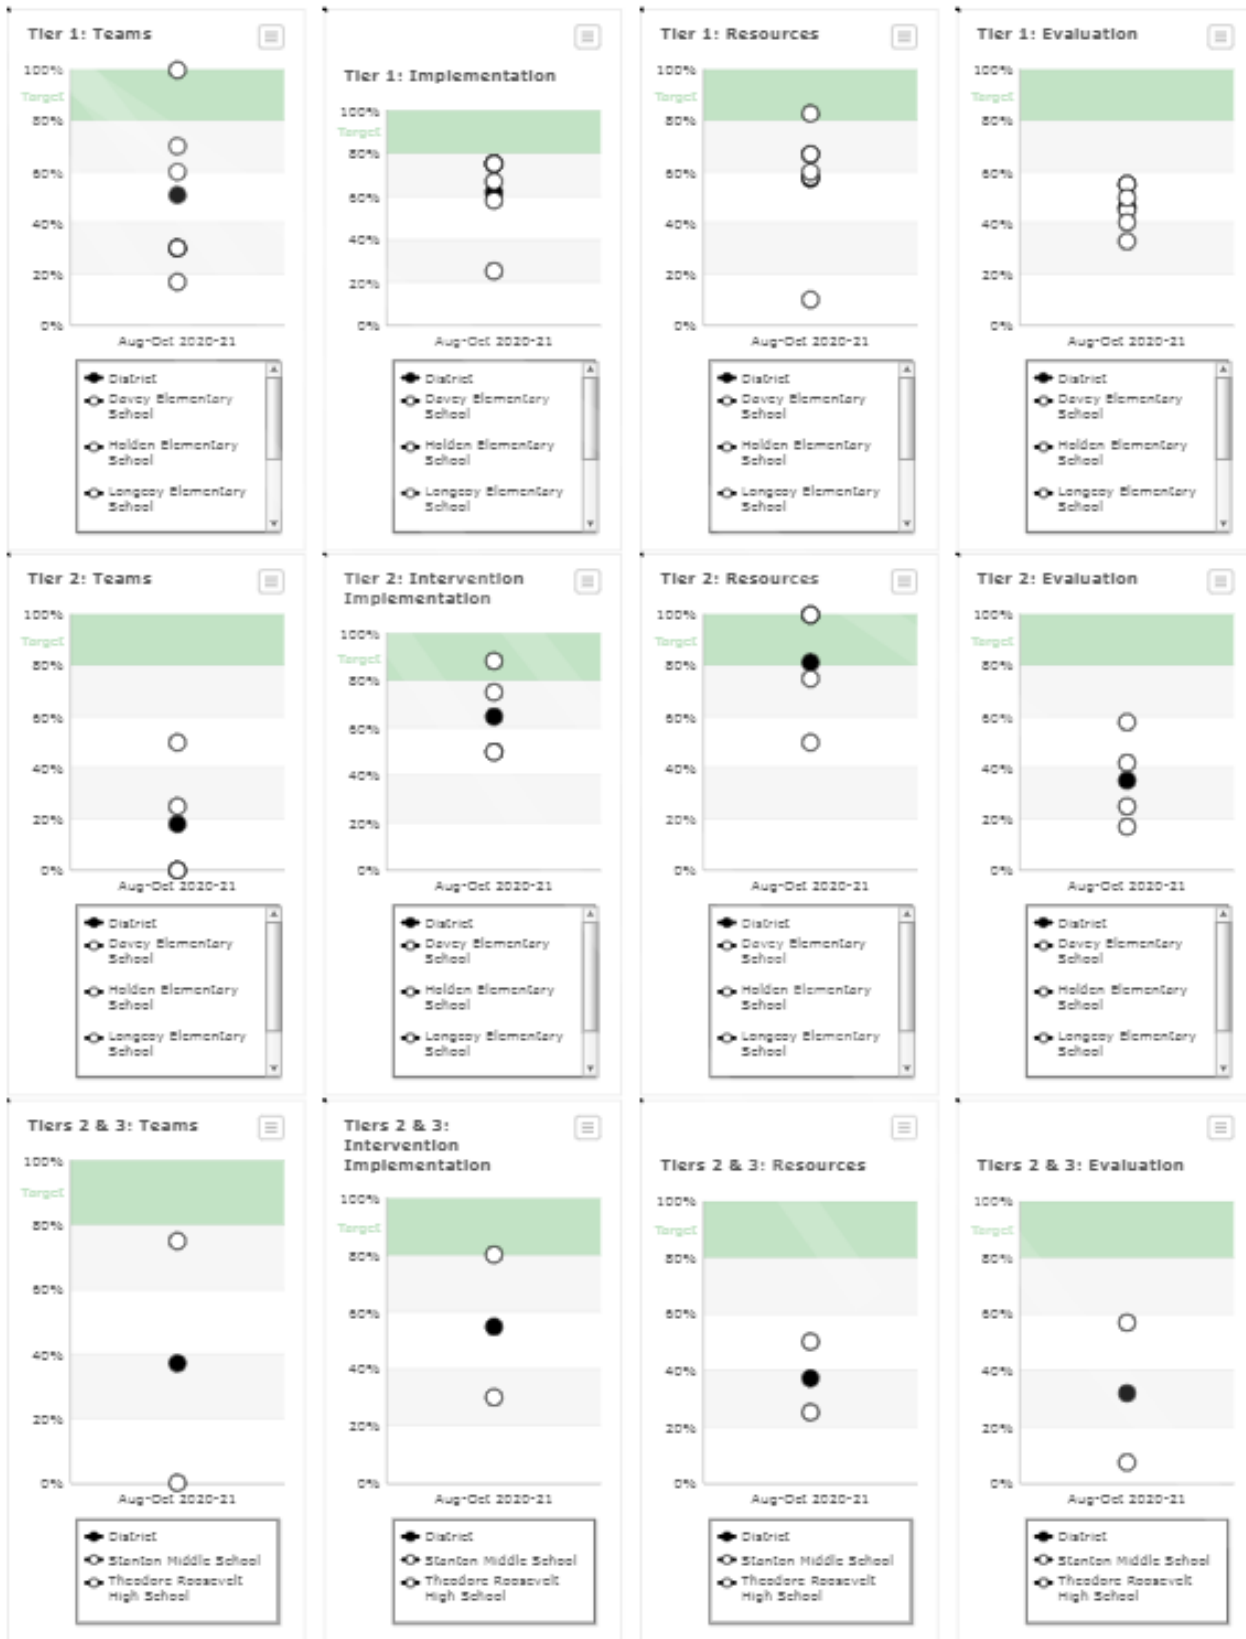 Tier 1: Teams
100%
Target
80%
60%
40%
20%
0%
Aug-Oct 2020-21
District
Davey Elementary
School
Holden Elementary
School
Longcoy Elementary
School
Tier 1: Implementation
100%
Target
80%
60%
40%
20%
0%
Aug-Oct 2020-21
District
Davey Elementary
School
Holden Elementary
School
Longcoy Elementary
School
Tier 1: Resources
100%
Target
80%
60%
40%
20%
0%
Aug-Oct 2020-21
District
Davey Elementary
School
Holden Elementary
School
Longcoy Elementary
School
Tier 1: Evaluation
100%
Target
80%
60%
40%
20%
0%
Aug-Oct 2020-21
District
Davey Elementary
School
Holden Elementary
School
Longcoy Elementary
School
Tier 2: Teams
100%
Target
80%
60%
40%
20%
0%
Aug-Oct 2020-21
District
Davey Elementary
School
Holden Elementary
School
Longcoy Elementary
School
Tier 2: Intervention
Implementation
100%
Target
80%
60%
40%
20%
0%
Aug-Oct 2020-21
District
Davey Elementary
School
Holden Elementary
School
Longcoy Elementary
School
Tier 2: Resources
100%
Target
80%
60%
40%
20%
0%
Aug-Oct 2020-21
District
Davey Elementary
School
Holden Elementary
School
Longcoy Elementary
School
Tier 2: Evaluation
100%
Target
80%
60%
40%
20%
0%
Aug-Oct 2020-21
District
Davey Elementary
School
Holden Elementary
School
Longcoy Elementary
School
Tiers 2 & 3: Teams
100%
Target
80%
60%
40%
20%
0%
Aug-Oct 2020-21
District
Stanton Middle School
Theodore Roosevelt
High School
Tiers 2 & 3:
Intervention
Implementation
100%
Target
80%
60%
40%
20%
0%
Aug-Oct 2020-21
District
Stanton Middle School
Theodore Roosevelt
High School
Tiers 2 & 3: Resources
100%
Target
80%
60%
40%
20%
0%
Aug-Oct 2020-21
District
Stanton Middle School
Theodore Roosevelt
High School
Tiers 2 & 3: Evaluation
100%
Target
80%
60%
40%
20%
0%
Aug-Oct 2020-21
District
Stanton Middle School
Theodore Roosevelt
High School